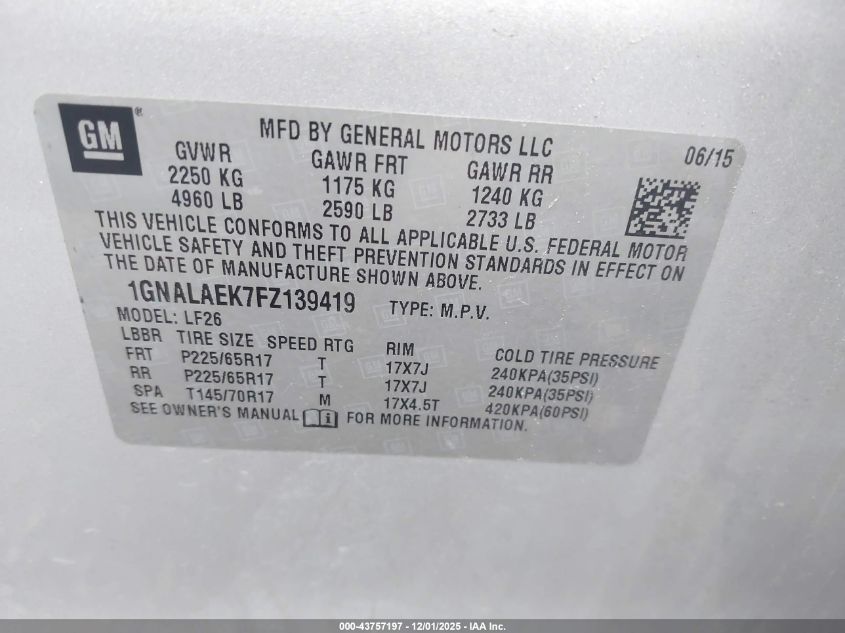 GM®
MFD BY GENERAL MOTORS LLC
06/15
GVWR GAWR FRT GAWR RR
2250 KG 1175 KG 1240 KG
4960 LB 2590 LB 2733 LB
THIS VEHICLE CONFORMS TO ALL APPLICABLE U.S. FEDERAL MOTOR
VEHICLE SAFETY AND THEFT PREVENTION STANDARDS IN EFFECT ON
THE DATE OF MANUFACTURE SHOWN ABOVE.
1GNALAEK7FZ139419 TYPE: M.P.V.
MODEL: LF26
LBBR TIRE SIZE SPEED RTG RIM COLD TIRE PRESSURE
FRT P225/65R17 T 17X7J 240KPA(35PSI)
RR P225/65R17 T 17X7J 240KPA(35PSI)
SPA T145/70R17 M 17X4.5T 420KPA(60PSI)
SEE OWNER'S MANUAL FOR MORE INFORMATION.
000-43757197 - 12/01/2025 - IAA Inc.